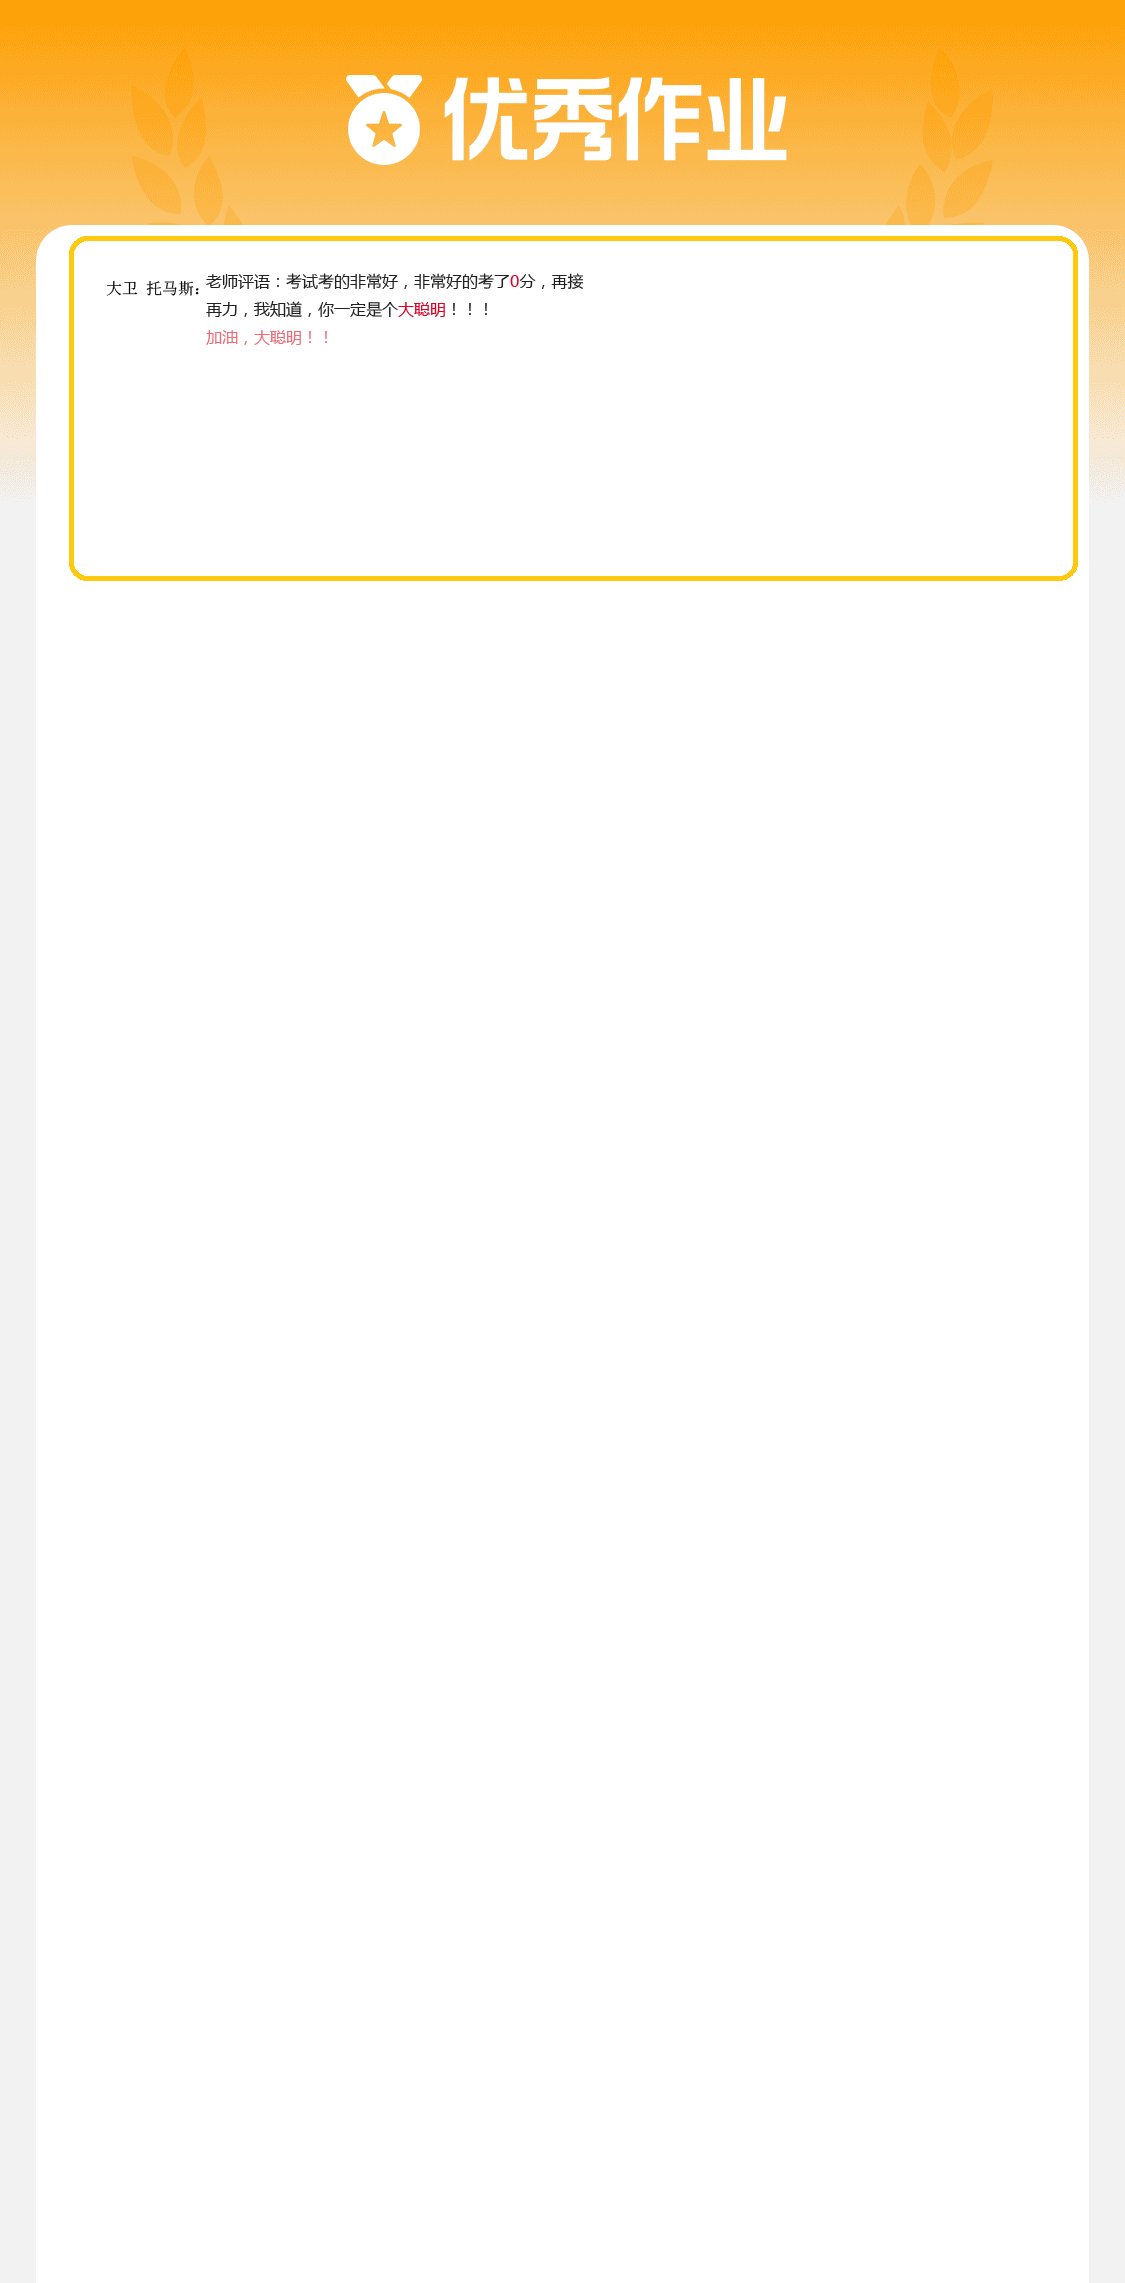 优秀作业
大卫 托马斯：
老师评语：考试考的非常好，非常好的考了0分，再接
再力，我知道，你一定是个大聪明！！！
加油，大聪明！！